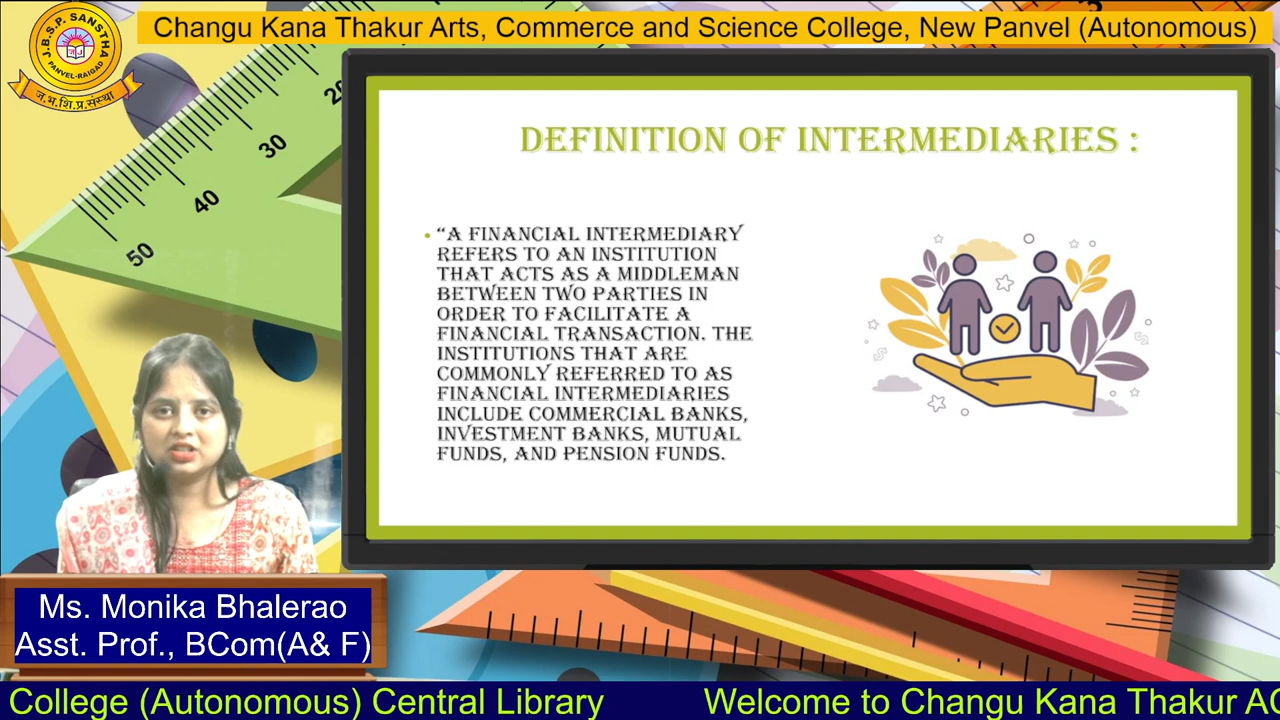 Changu Kana Thakur Arts, Commerce and Science College, New Panvel (Autonomous)
J.B.S.P. SANSTHA
PANVEL-RAIGAD
ज.भ.शि.प्र.संस्था
30
40
50
DEFINITION OF INTERMEDIARIES :
• “A FINANCIAL INTERMEDIARY
REFERS TO AN INSTITUTION
THAT ACTS AS A MIDDLEMAN
BETWEEN TWO PARTIES IN
ORDER TO FACILITATE A
FINANCIAL TRANSACTION. THE
INSTITUTIONS THAT ARE
COMMONLY REFERRED TO AS
FINANCIAL INTERMEDIARIES
INCLUDE COMMERCIAL BANKS,
INVESTMENT BANKS, MUTUAL
FUNDS, AND PENSION FUNDS.
Ms. Monika Bhalerao
Asst. Prof., BCom(A& F)
College (Autonomous) Central Library Welcome to Changu Kana Thakur AC